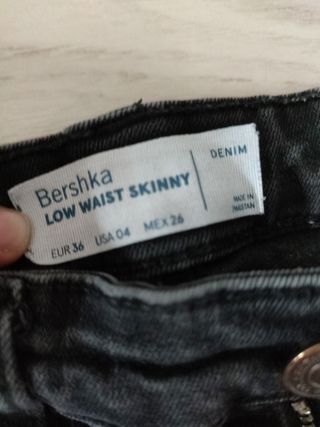 Bershka
LOW WAIST SKINNY
EUR 36 USA 04 MEX 26
DENIM
MADE IN
PAKISTAN